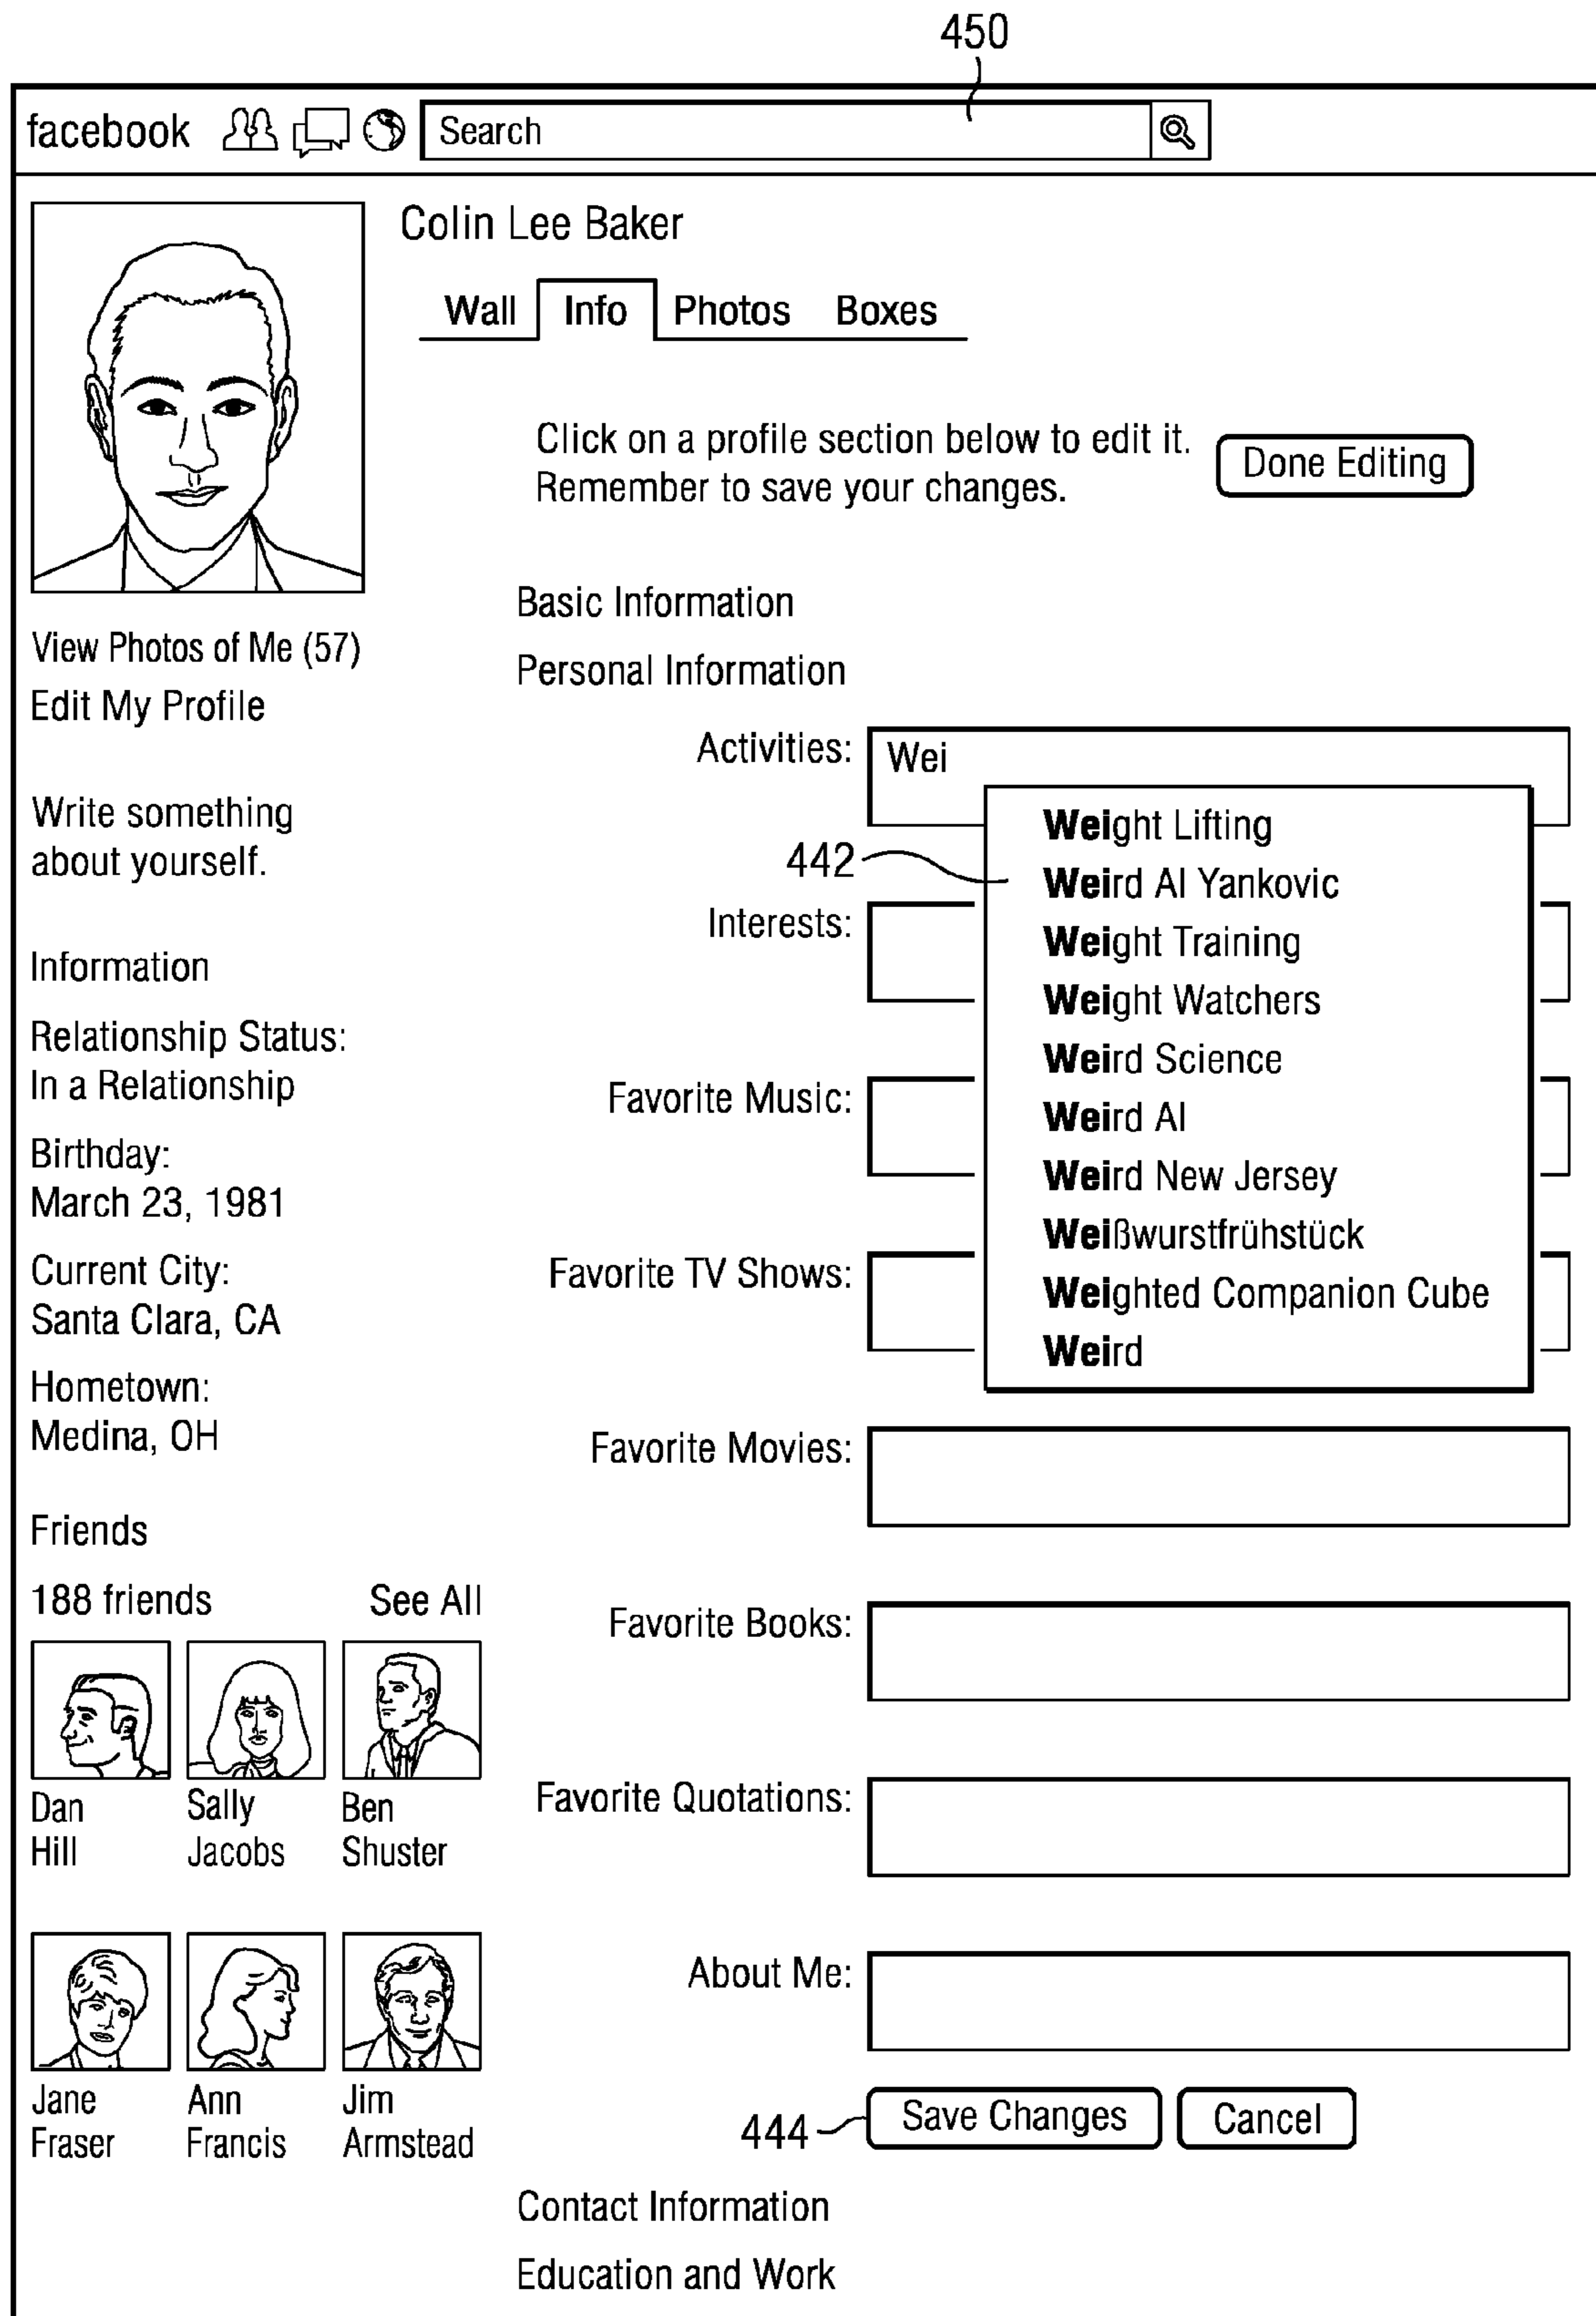 450
facebook
Search
Colin Lee Baker
Wall Info Photos Boxes
Click on a profile section below to edit it.
Remember to save your changes.
Done Editing
View Photos of Me (57)
Edit My Profile
Write something
about yourself.
Information
Relationship Status:
In a Relationship
Birthday:
March 23, 1981
Current City:
Santa Clara, CA
Hometown:
Medina, OH
Friends
188 friends See All
Dan
Hill
Sally
Jacobs
Ben
Shuster
Jane
Fraser
Ann
Francis
Jim
Armstead
Basic Information
Personal Information
Activities: Wei
442
Weight Lifting
Weird Al Yankovic
Weight Training
Weight Watchers
Weird Science
Weird Al
Weird New Jersey
Weißwurstfrühstück
Weighted Companion Cube
Weird
Interests:
Favorite Music:
Favorite TV Shows:
Favorite Movies:
Favorite Books:
Favorite Quotations:
About Me:
444
Save Changes Cancel
Contact Information
Education and Work